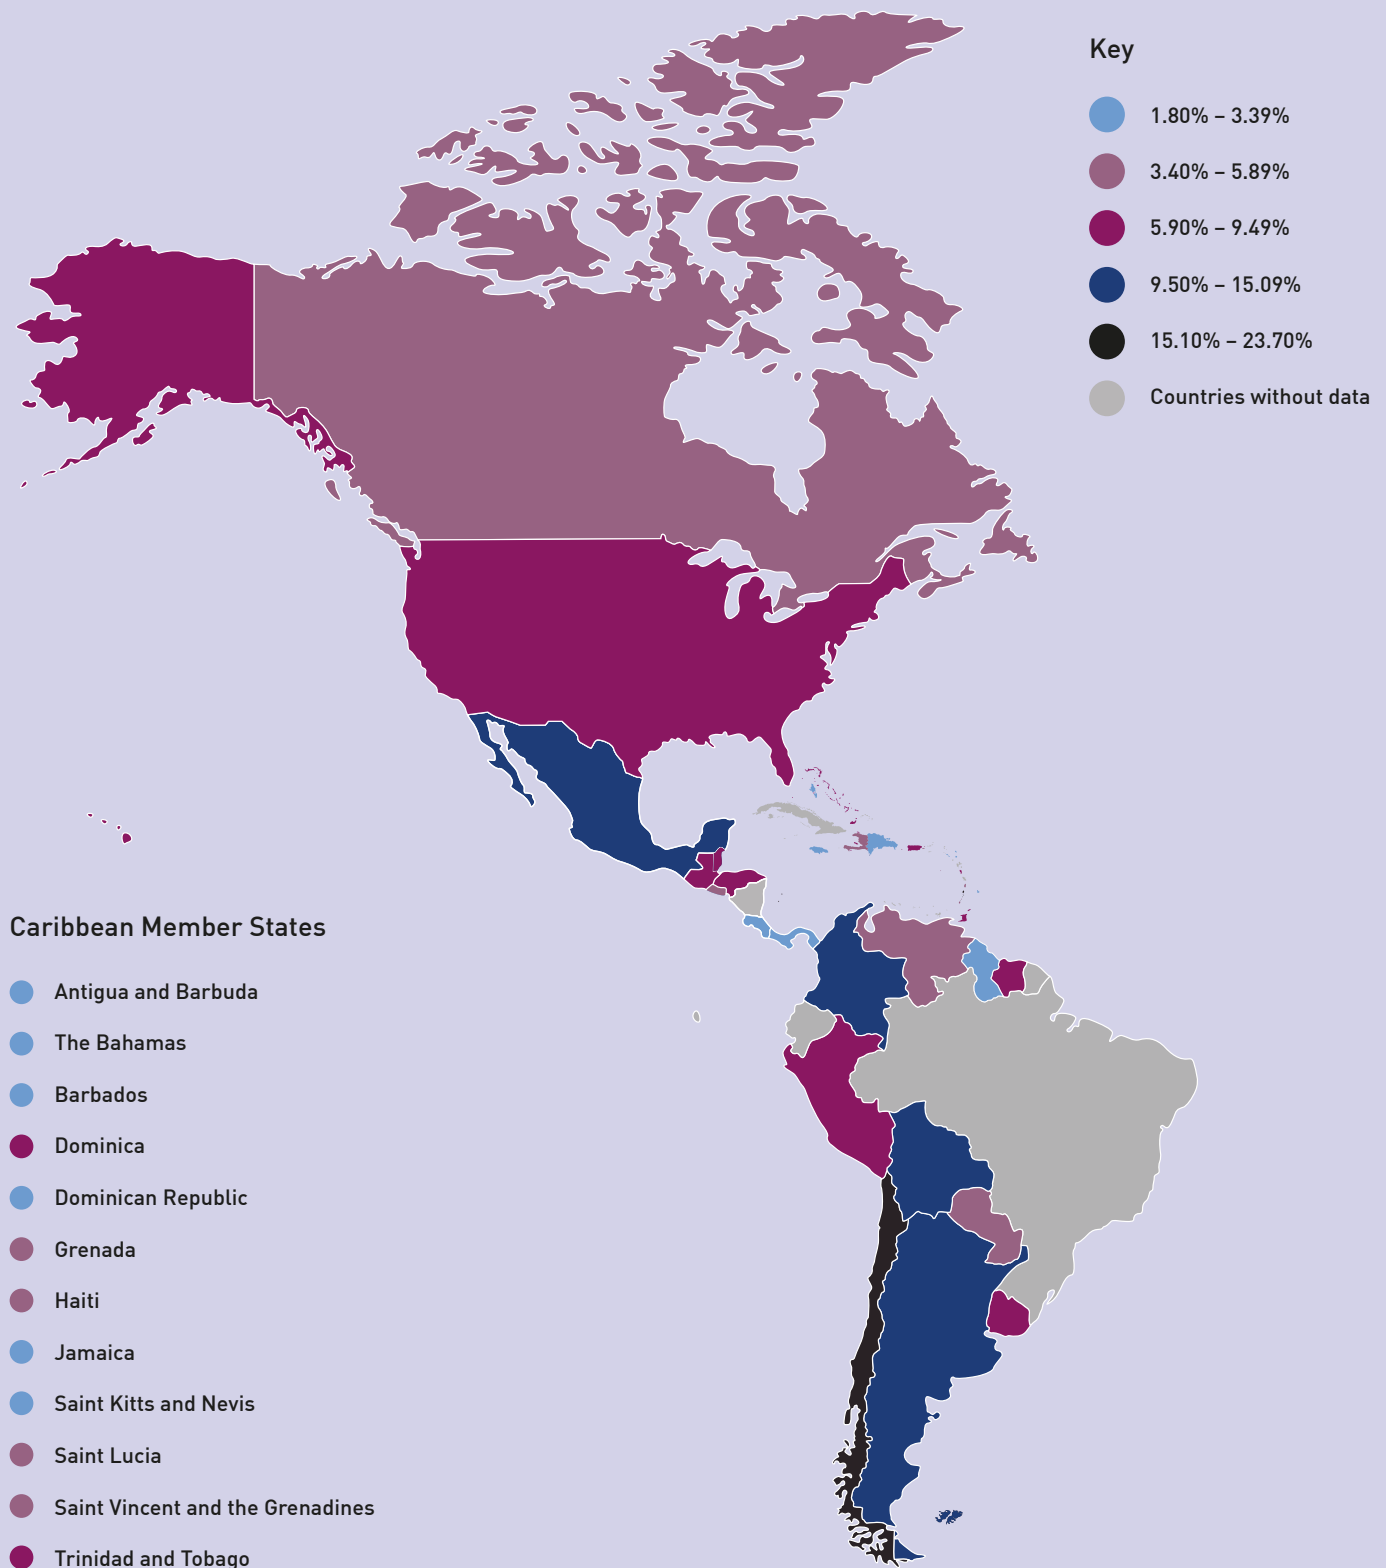 Key
1.80% – 3.39%
3.40% – 5.89%
5.90% – 9.49%
9.50% – 15.09%
15.10% – 23.70%
Countries without data
Caribbean Member States
Antigua and Barbuda
The Bahamas
Barbados
Dominica
Dominican Republic
Grenada
Haiti
Jamaica
Saint Kitts and Nevis
Saint Lucia
Saint Vincent and the Grenadines
Trinidad and Tobago